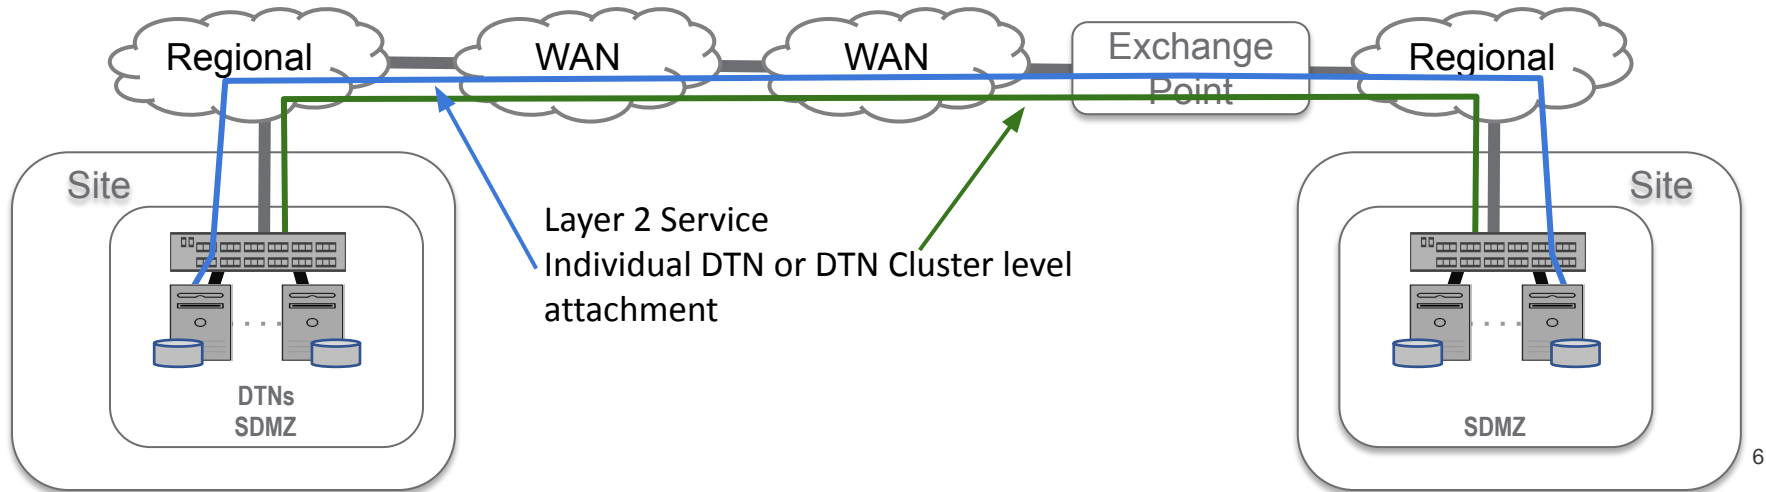 Regional
WAN
WAN
Exchange
Point
Regional
Site
Site
Layer 2 Service
Individual DTN or DTN Cluster level
attachment
DTNs
SDMZ
SDMZ
6